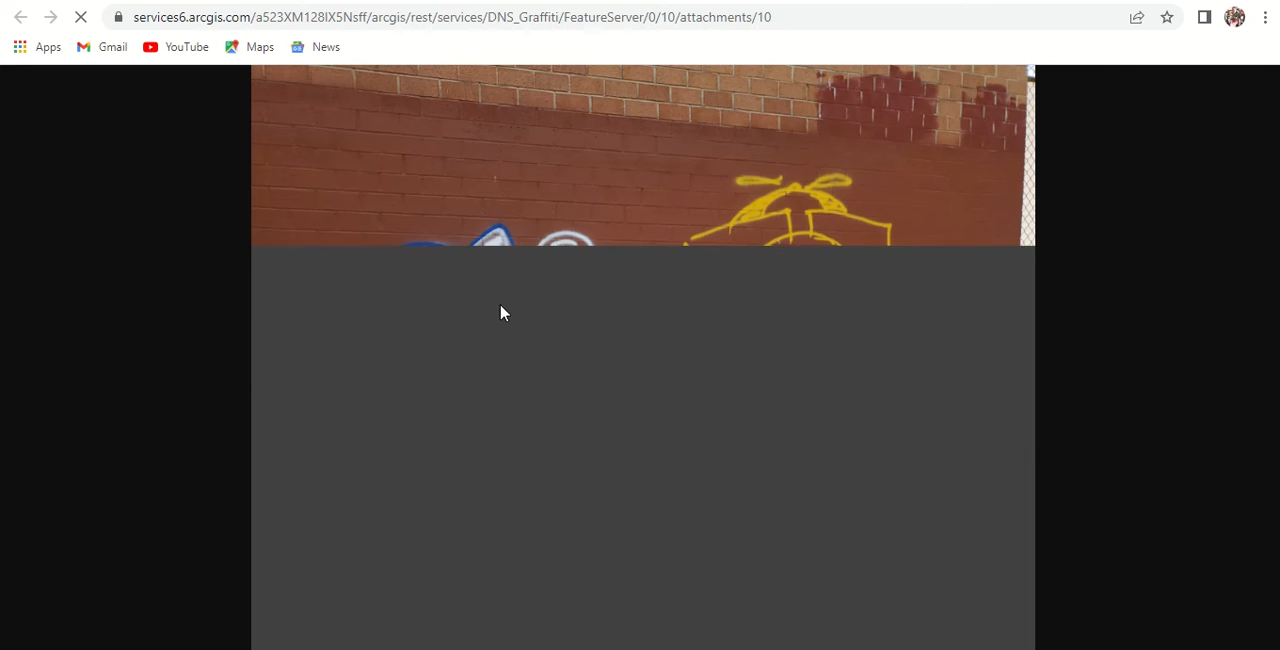 services6.arcgis.com/a523XM128IX5Nsff/arcgis/rest/services/DNS_Graffiti/FeatureServer/0/10/attachments/10
Apps Gmail YouTube Maps News